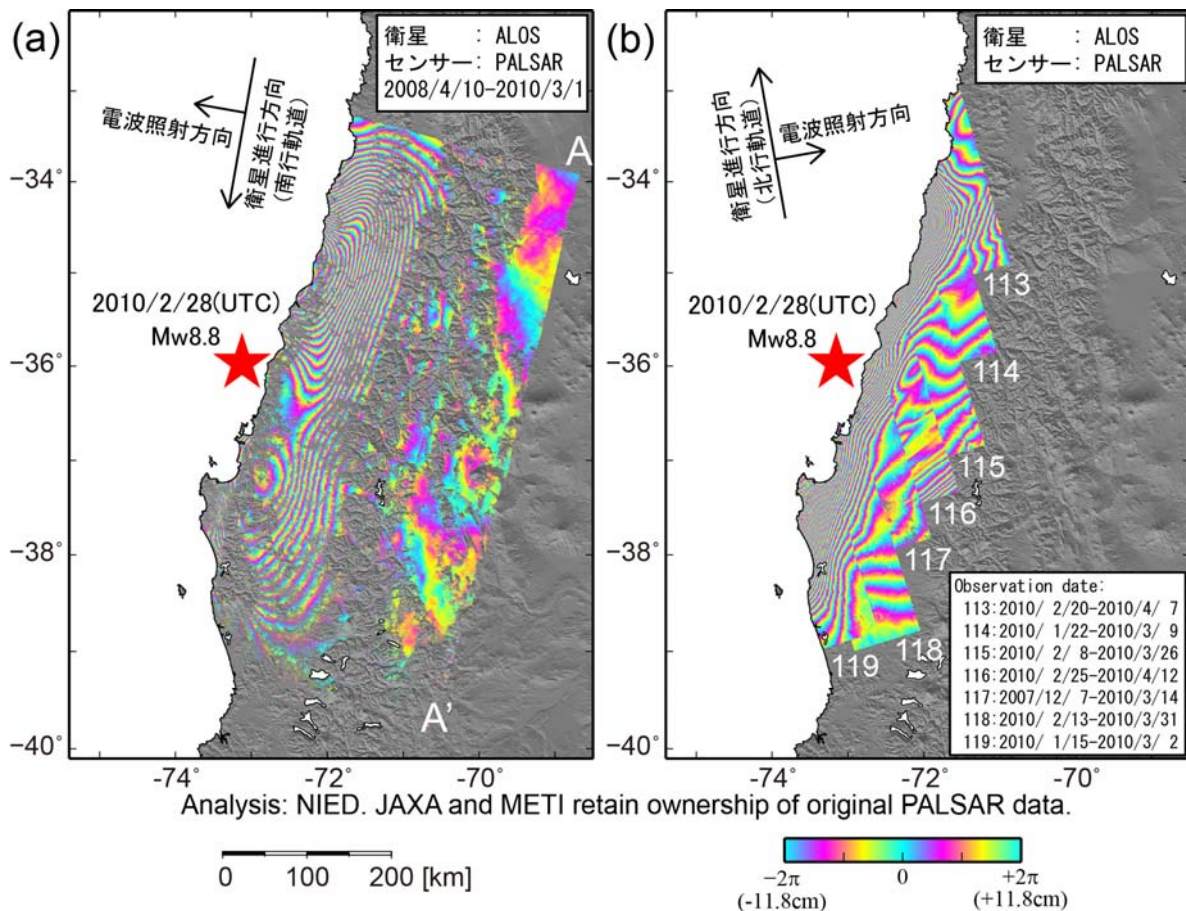 (a)
衛星 : ALOS
センサー: PALSAR
2008/4/10-2010/3/1
電波照射方向
衛星進行方向
(南行軌道)
A
2010/2/28(UTC)
Mw8.8
A'
−34°
−36°
−38°
−40°
-74° -72° -70°
(b)
衛星 : ALOS
センサー: PALSAR
衛星進行方向
(北行軌道)
電波照射方向
2010/2/28(UTC)
Mw8.8
113
114
115
116
117
118
119
Observation date:
113:2010/ 2/20-2010/4/ 7
114:2010/ 1/22-2010/3/ 9
115:2010/ 2/ 8-2010/3/26
116:2010/ 2/25-2010/4/12
117:2007/12/ 7-2010/3/14
118:2010/ 2/13-2010/3/31
119:2010/ 1/15-2010/3/ 2
−34°
−36°
−38°
−40°
-74° -72° -70°
Analysis: NIED. JAXA and METI retain ownership of original PALSAR data.
0 100 200 [km]
−2π 0 +2π
(-11.8cm) (+11.8cm)